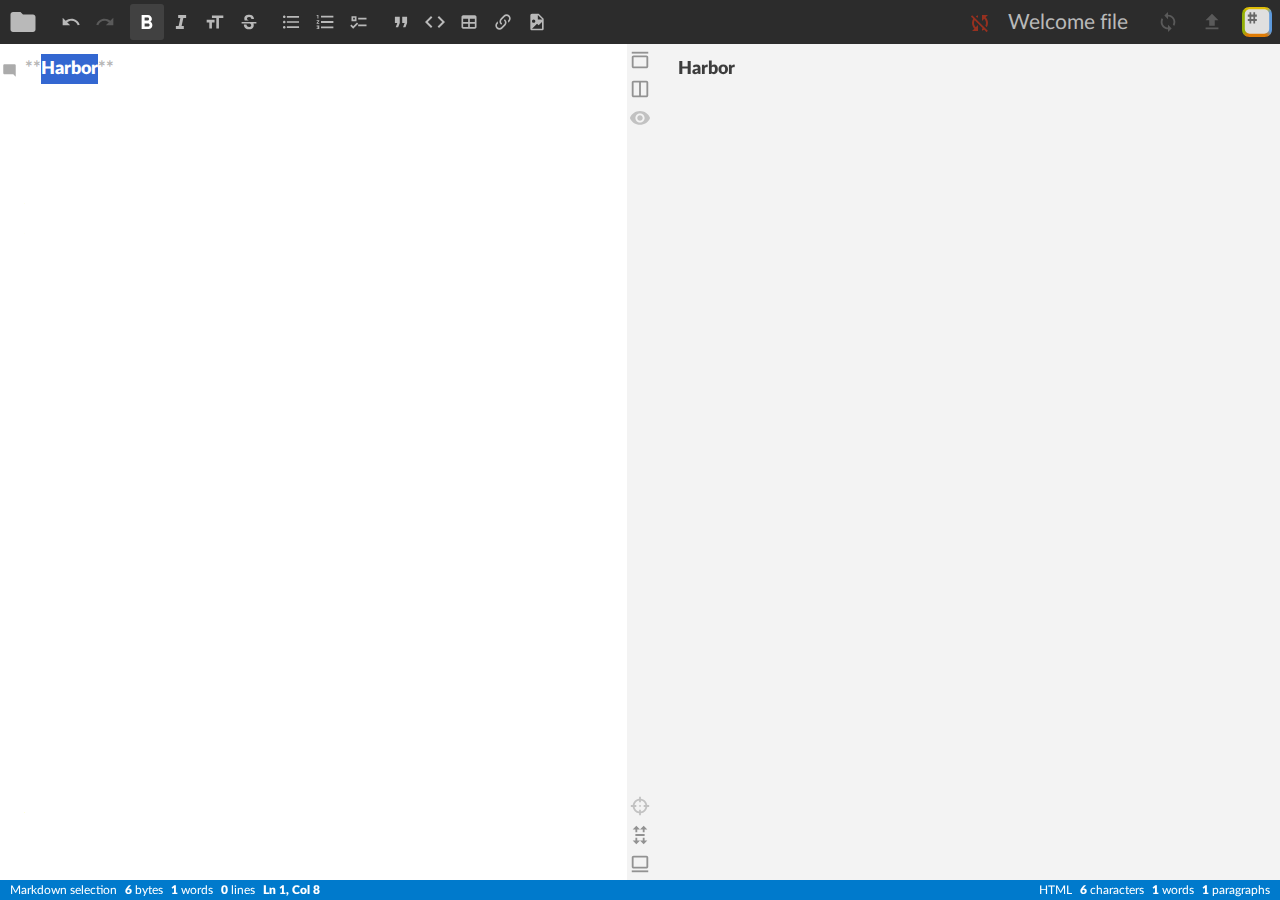 Welcome file
**Harbor**
Harbor
Markdown selection 6 bytes 1 words 0 lines Ln 1, Col 8
HTML 6 characters 1 words 1 paragraphs